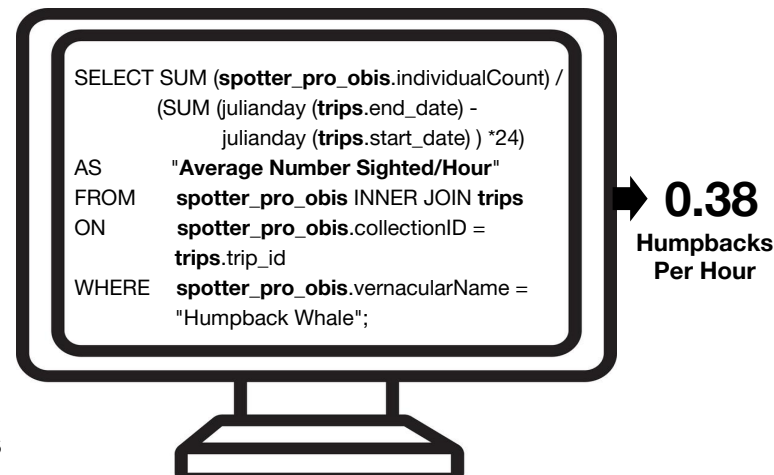 SELECT SUM (spotter_pro_obis.individualCount) /
(SUM (julianday (trips.end_date) -
julianday (trips.start_date) ) *24)
AS "Average Number Sighted/Hour"
FROM spotter_pro_obis INNER JOIN trips
ON spotter_pro_obis.collectionID =
trips.trip_id
WHERE spotter_pro_obis.vernacularName =
"Humpback Whale";
0.38
Humpbacks
Per Hour